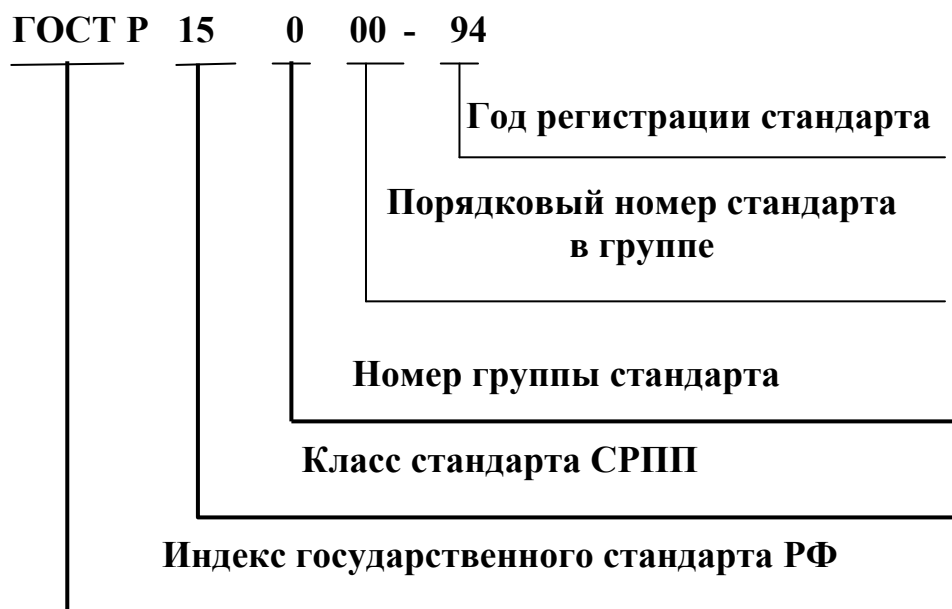 ГОСТ Р 15 0 00 - 94
Год регистрации стандарта
Порядковый номер стандарта
в группе
Номер группы стандарта
Класс стандарта СРПП
Индекс государственного стандарта РФ